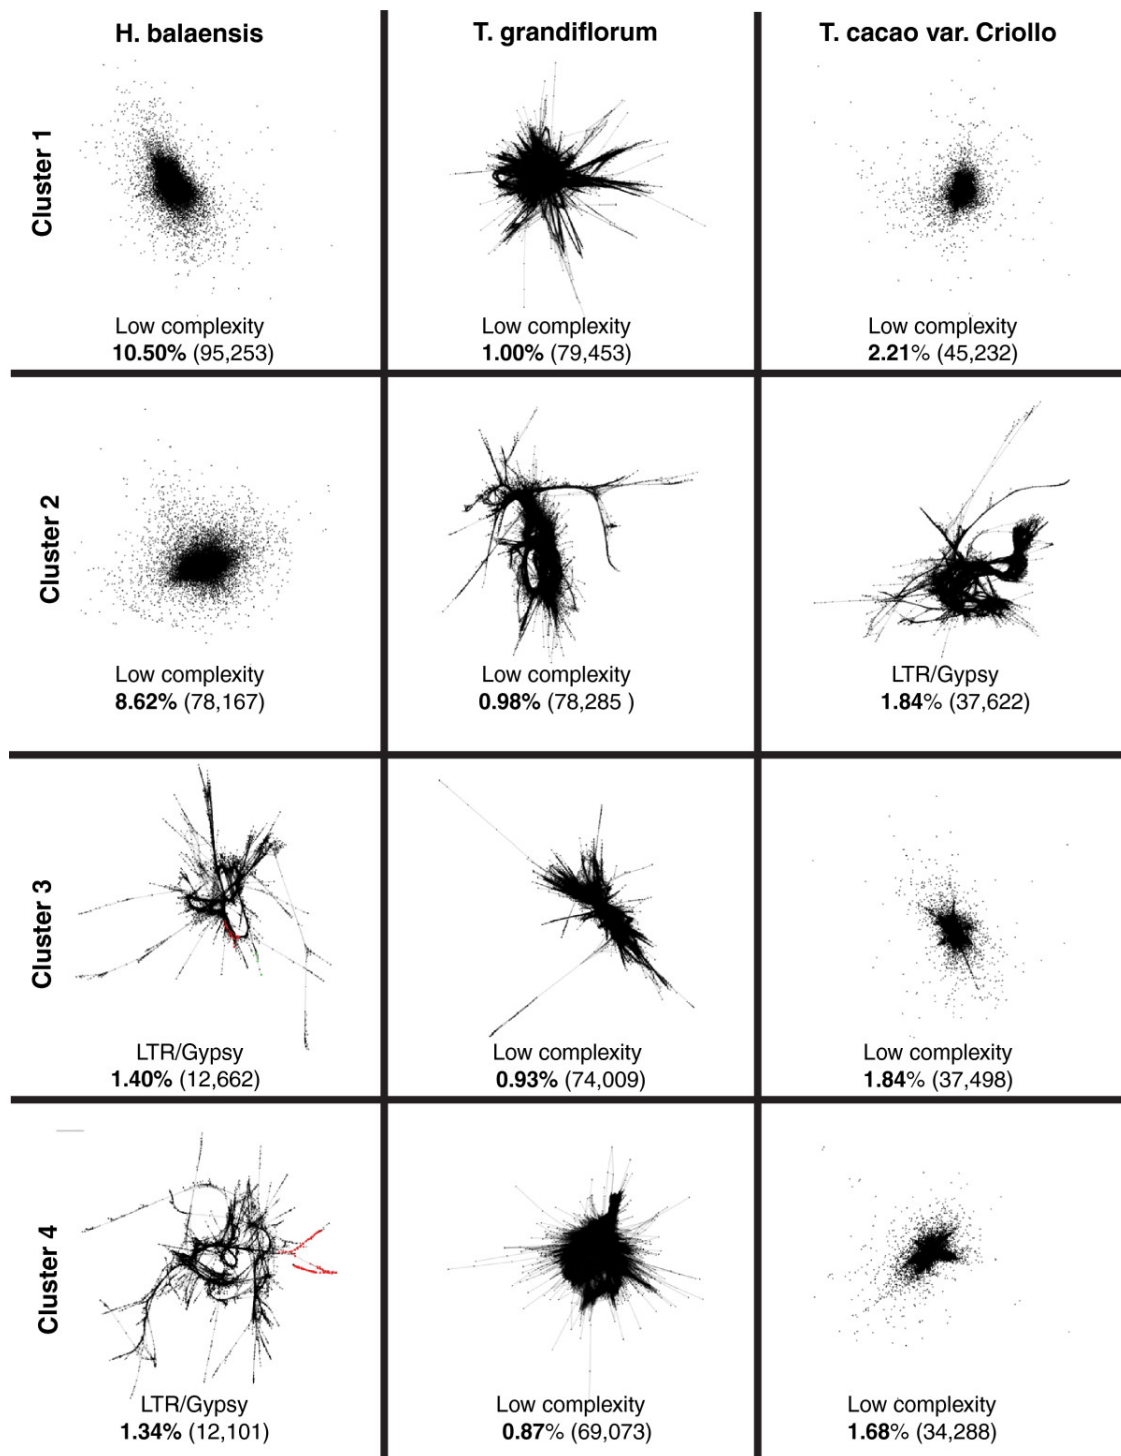 H. balaensis
T. grandiflorum
T. cacao var. Criollo
Cluster 1
Low complexity
10.50% (95,253)
Low complexity
1.00% (79,453)
Low complexity
2.21% (45,232)
Cluster 2
Low complexity
8.62% (78,167)
Low complexity
0.98% (78,285 )
LTR/Gypsy
1.84% (37,622)
Cluster 3
LTR/Gypsy
1.40% (12,662)
Low complexity
0.93% (74,009)
Low complexity
1.84% (37,498)
Cluster 4
LTR/Gypsy
1.34% (12,101)
Low complexity
0.87% (69,073)
Low complexity
1.68% (34,288)